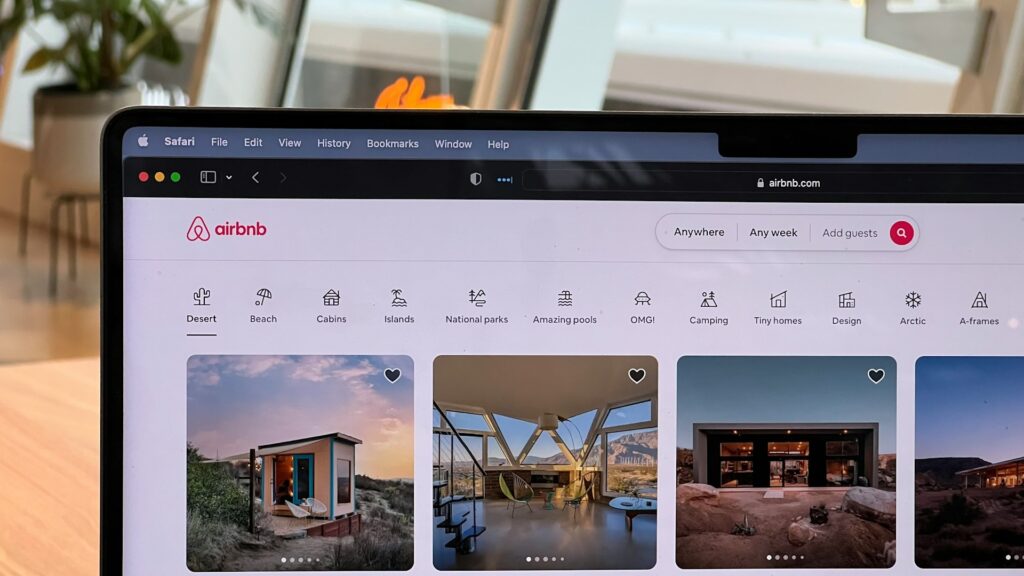 Safari File Edit View History Bookmarks Window Help
airbnb.com
airbnb
Anywhere Any week Add guests
Desert Beach Cabins Islands National parks Amazing pools OMG! Camping Tiny homes Design Arctic A-frames